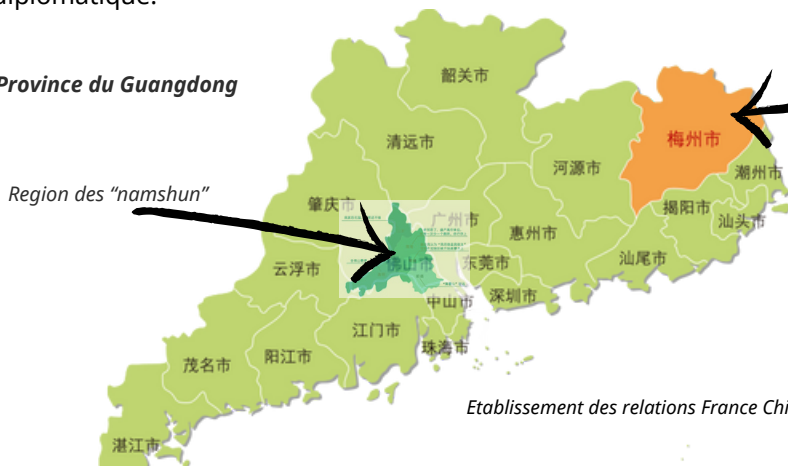 diplomatique.
Province du Guangdong
Region des “namshun”
韶关市
清远市
梅州市
河源市
潮州市
肇庆市
广州市
揭阳市
汕头市
惠州市
佛山市
东莞市
云浮市
汕尾市
深圳市
中山市
江门市
珠海市
茂名市
阳江市
湛江市
Etablissement des relations France Chi